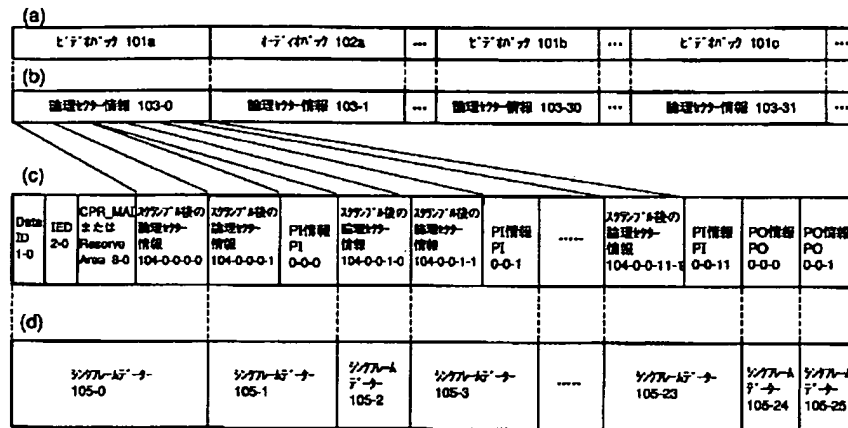 (a)
ビデオパック 101a オーディオパック 102a ... ビデオパック 101b ... ビデオパック 101c ...
(b)
論理セクター情報 103-0 論理セクター情報 103-1 ... 論理セクター情報 103-30 ... 論理セクター情報 103-31 ...
(c)
Data ID 1-0
IED 2-0
CPR_MAI または Reserve Area 8-0
スクランブル後の 論理セクター 情報 104-0-0-0-0
スクランブル後の 論理セクター 情報 104-0-0-0-1
PI情報 PI 0-0-0
スクランブル後の 論理セクター 情報 104-0-0-1-0
スクランブル後の 論理セクター 情報 104-0-0-1-1
PI情報 PI 0-0-1
.....
スクランブル後の 論理セクター 情報 104-0-0-11-1
PI情報 PI 0-0-11
PO情報 PO 0-0-0
PO情報 PO 0-0-1
(d)
シンクフレームデーター 105-0
シンクフレームデーター 105-1
シンクフレーム データー 105-2
シンクフレームデーター 105-3
.....
シンクフレームデーター 105-23
シンクフレーム データー 105-24
シンクフレーム データー 105-25